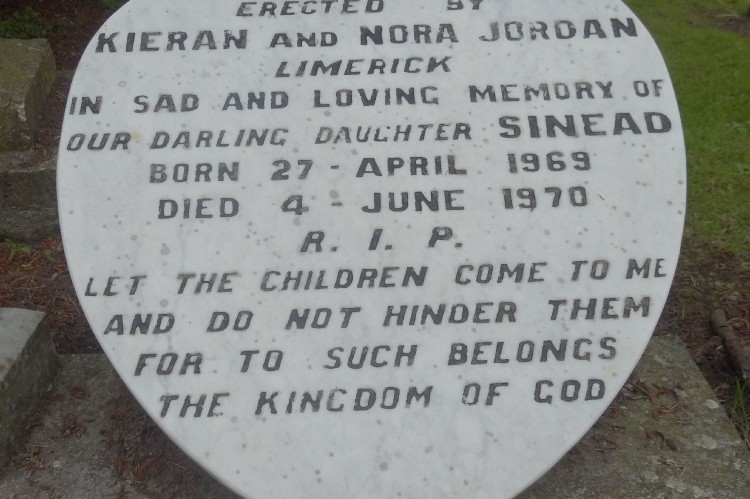 ERECTED BY
KIERAN AND NORA JORDAN
LIMERICK
IN SAD AND LOVING MEMORY OF
OUR DARLING DAUGHTER SINEAD
BORN 27 - APRIL 1969
DIED 4 - JUNE 1970
R. I. P.
LET THE CHILDREN COME TO ME
AND DO NOT HINDER THEM
FOR TO SUCH BELONGS
THE KINGDOM OF GOD